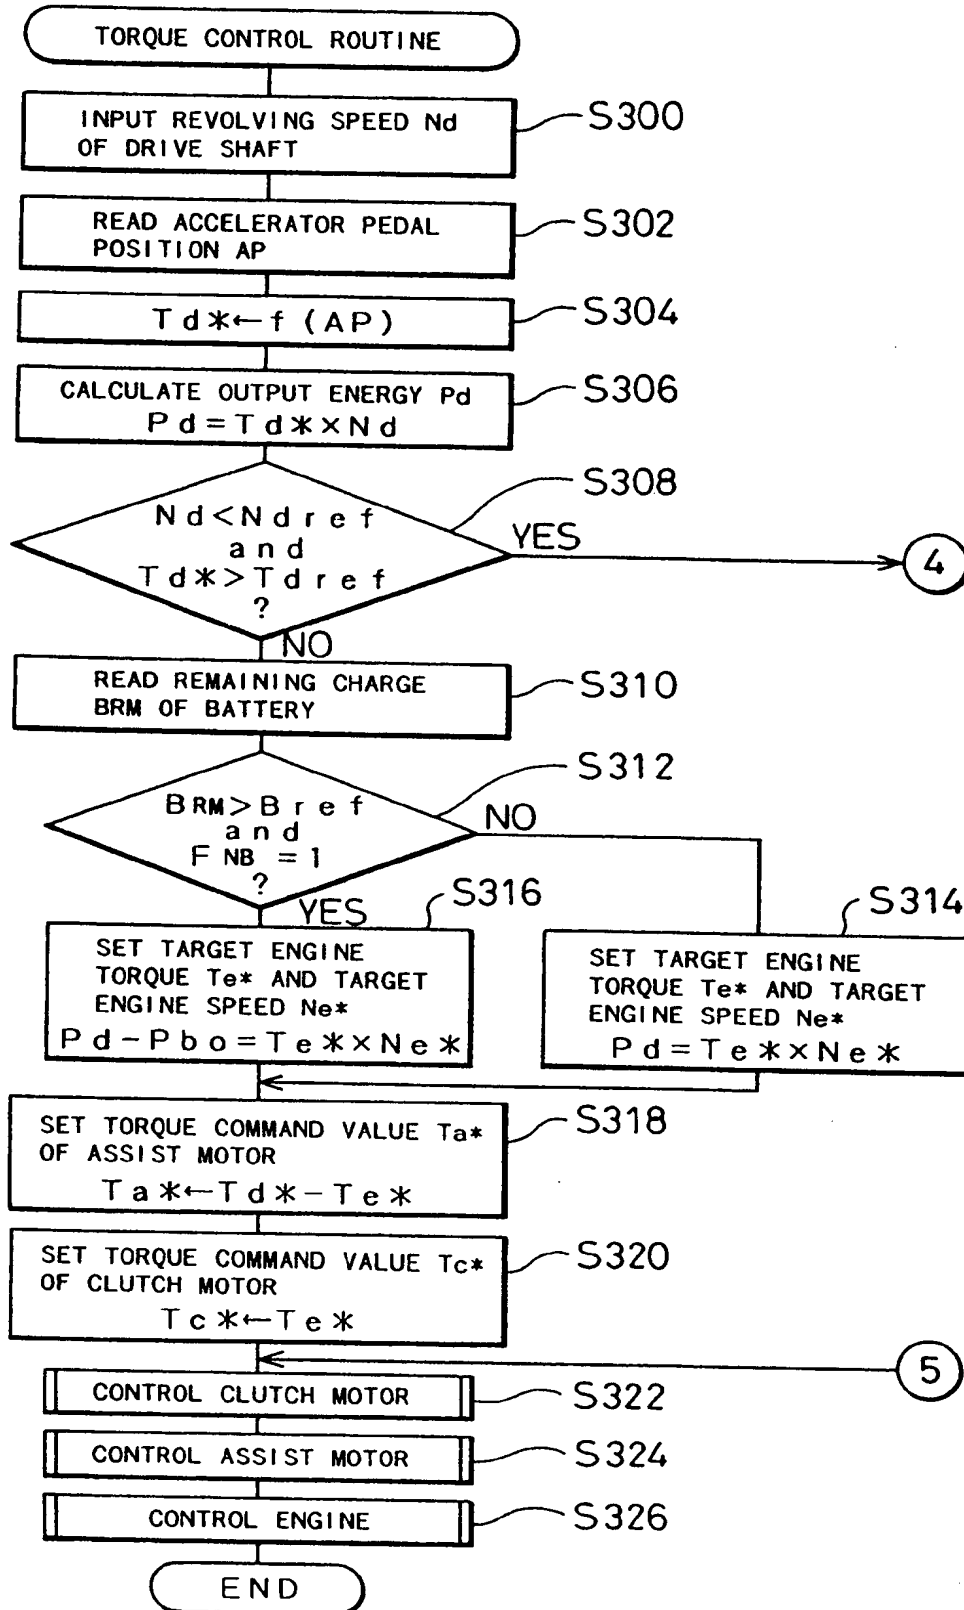 TORQUE CONTROL ROUTINE
INPUT REVOLVING SPEED Nd
OF DRIVE SHAFT
S300
READ ACCELERATOR PEDAL
POSITION AP
S302
Td*←f (AP)
S304
CALCULATE OUTPUT ENERGY Pd
Pd=Td*×Nd
S306
Nd<Ndref
and
Td*>Tdref
?
S308
YES
4
NO
READ REMAINING CHARGE
BRM OF BATTERY
S310
BRM>Bref
and
FNB=1
?
S312
NO
YES
S316
SET TARGET ENGINE
TORQUE Te* AND TARGET
ENGINE SPEED Ne*
Pd-Pbo=Te*×Ne*
S314
SET TARGET ENGINE
TORQUE Te* AND TARGET
ENGINE SPEED Ne*
Pd=Te*×Ne*
SET TORQUE COMMAND VALUE Ta*
OF ASSIST MOTOR
Ta*←Td*-Te*
S318
SET TORQUE COMMAND VALUE Tc*
OF CLUTCH MOTOR
Tc*←Te*
S320
5
CONTROL CLUTCH MOTOR
S322
CONTROL ASSIST MOTOR
S324
CONTROL ENGINE
S326
END